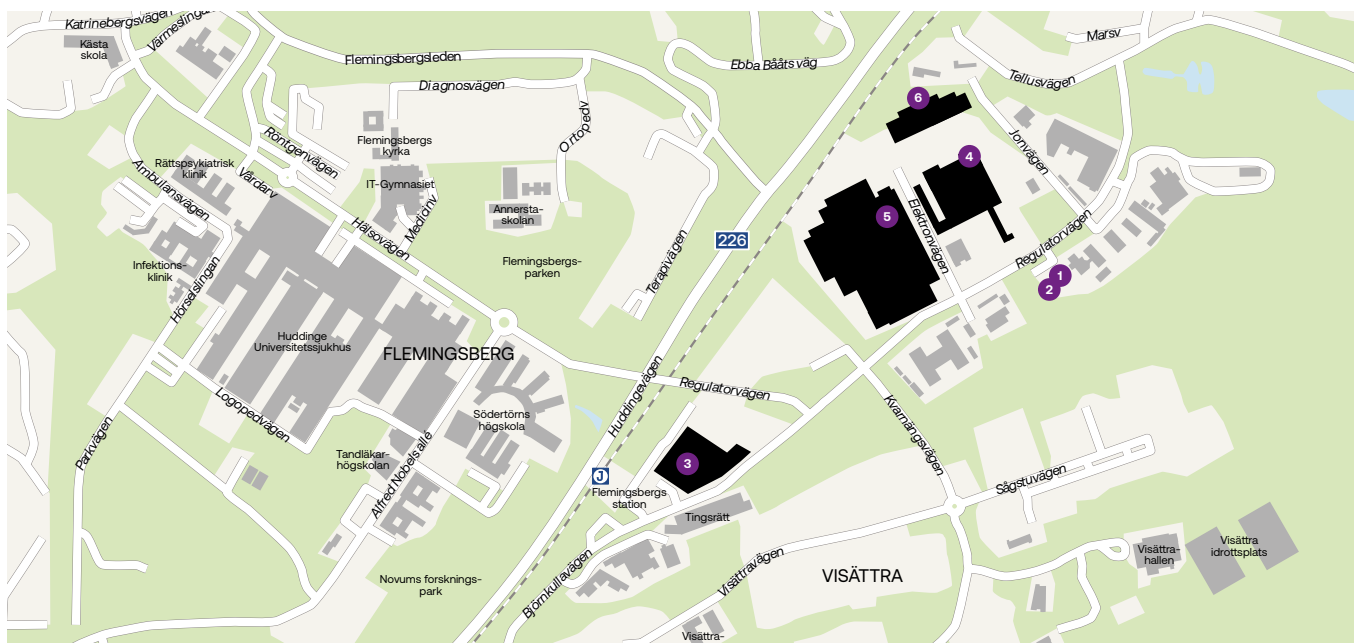 Katrinebergsvägen
Värmeslingan
Kästa
skola
Flemingsbergsleden
Ebba Bååts väg
Marsv
Tellusvägen
Diagnosvägen
Ortopedv
6
Röntgenvägen
Flemingsbergs
kyrka
Jonvägen
Rättspsykiatrisk
klinik
Vårdarv
IT-Gymnasiet
4
Ambulansvägen
Medianv
Annersta-
skolan
5
Elektronvägen
Hälsovägen
226
Regulatorvägen
Infektions-
klinik
Flemingsbergs-
parken
Terapivägen
1
2
Hörselslingan
Huddinge
Universitetssjukhus
FLEMINGSBERG
Huddingevägen
Regulatorvägen
Logopedvägen
Södertörns
högskola
Kvarnängsvägen
Parkvägen
Tandläkar-
högskolan
Alfred Nobels allé
3
J
Flemingsbergs
station
Sågstuvägen
Tingsrätt
Visättra-
hallen
Visättra
idrottsplats
Novums forsknings-
park
Björnkullavägen
Visättravägen
VISÄTTRA
Visättra-